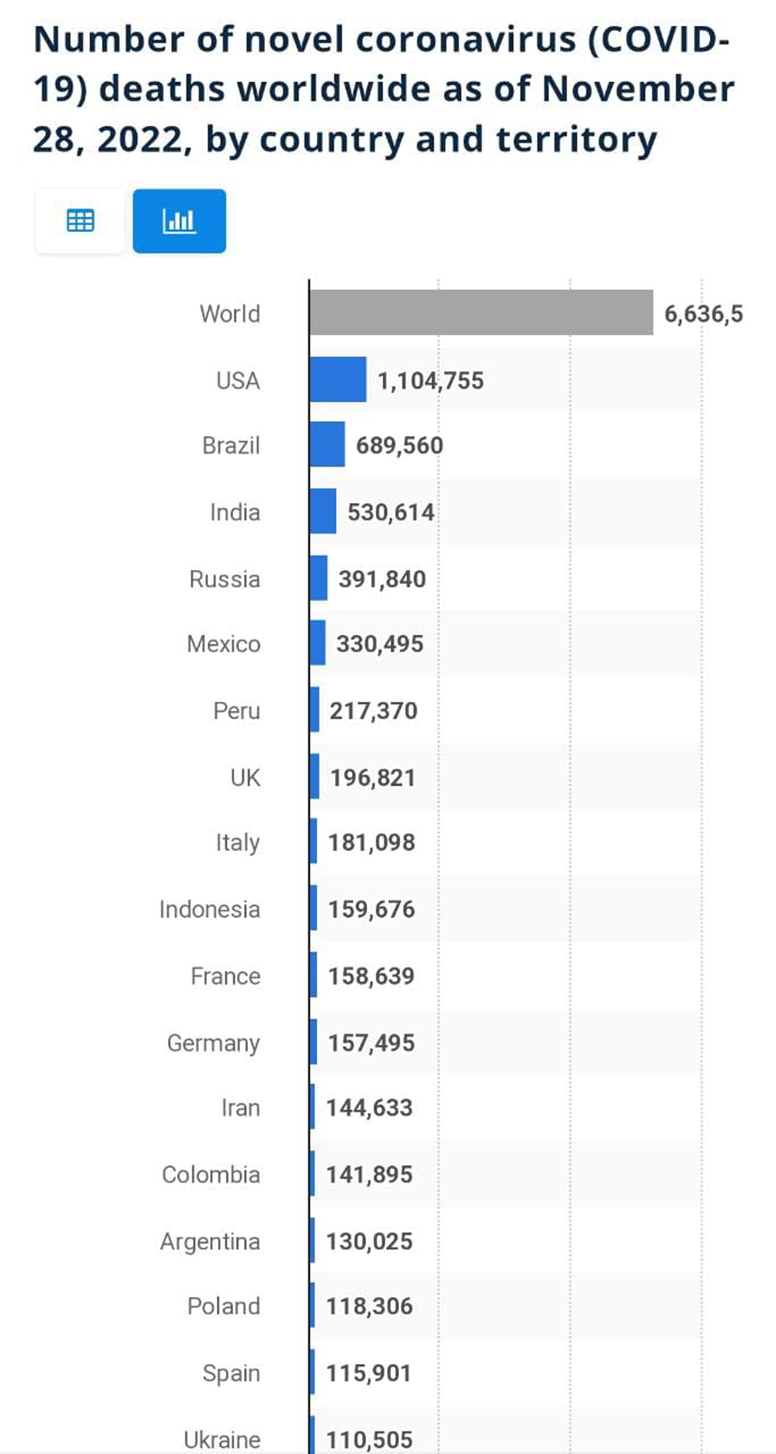 Number of novel coronavirus (COVID-
19) deaths worldwide as of November
28, 2022, by country and territory
World 6,636,5
USA 1,104,755
Brazil 689,560
India 530,614
Russia 391,840
Mexico 330,495
Peru 217,370
UK 196,821
Italy 181,098
Indonesia 159,676
France 158,639
Germany 157,495
Iran 144,633
Colombia 141,895
Argentina 130,025
Poland 118,306
Spain 115,901
Ukraine 110,505